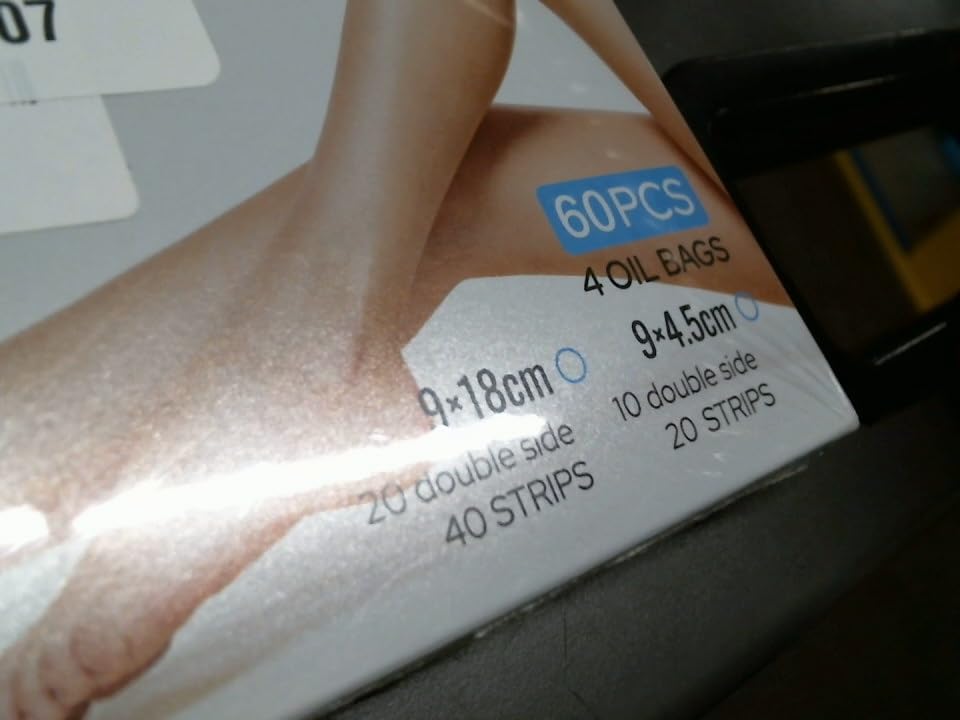 07
60PCS
4 OIL BAGS
9×4.5cm
10 double side
20 STRIPS
9×18cm
20 double side
40 STRIPS